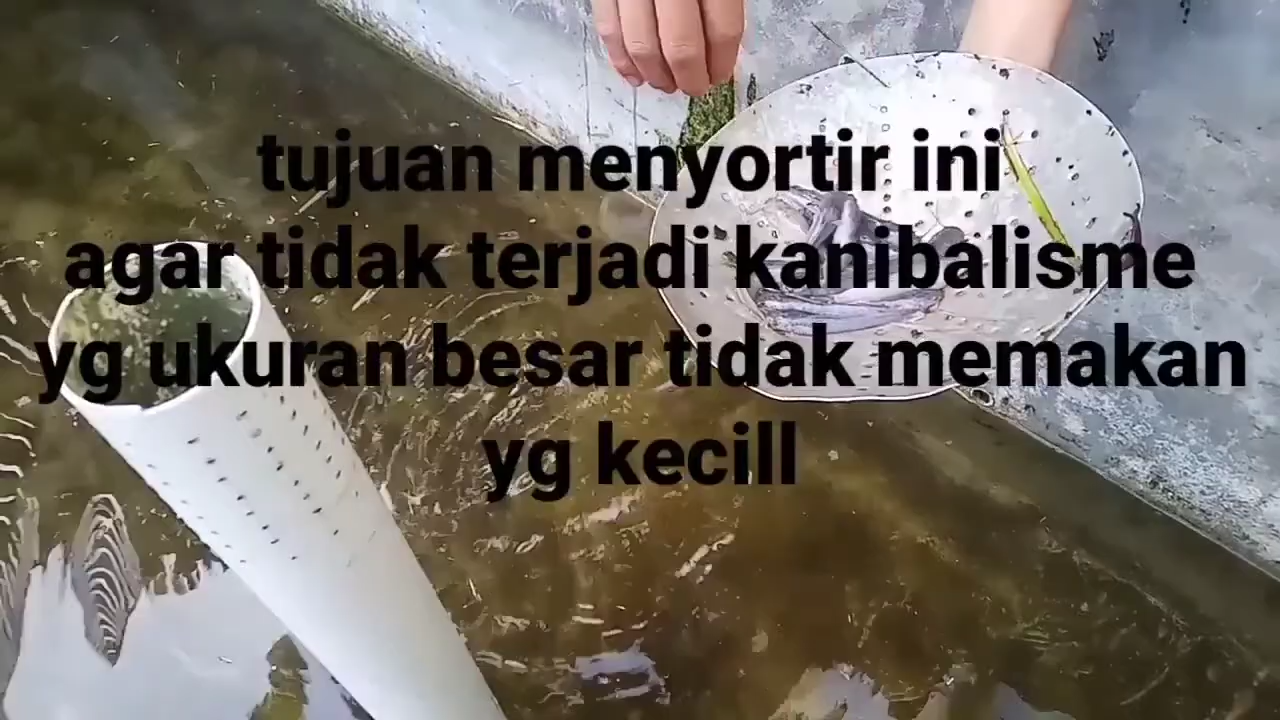 tujuan menyortir ini
agar tidak terjadi kanibalisme
yg ukuran besar tidak memakan
yg kecill